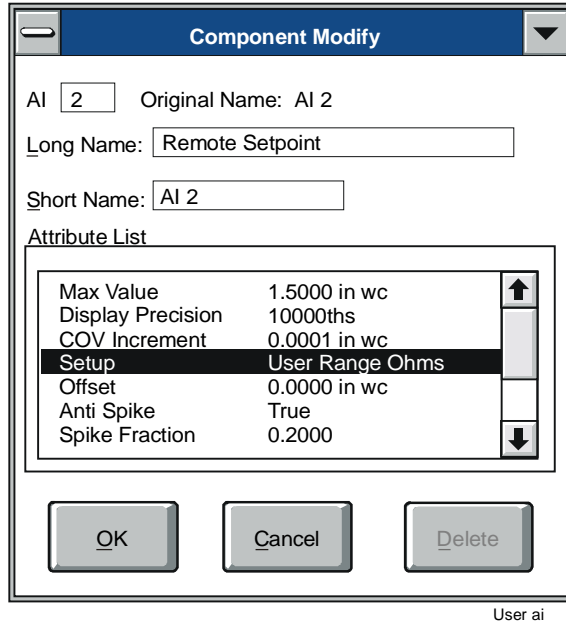 Component Modify
AI 2 Original Name: AI 2
Long Name: Remote Setpoint
Short Name: AI 2
Attribute List
Max Value 1.5000 in wc
Display Precision 10000ths
COV Increment 0.0001 in wc
Setup User Range Ohms
Offset 0.0000 in wc
Anti Spike True
Spike Fraction 0.2000
OK Cancel Delete
User ai